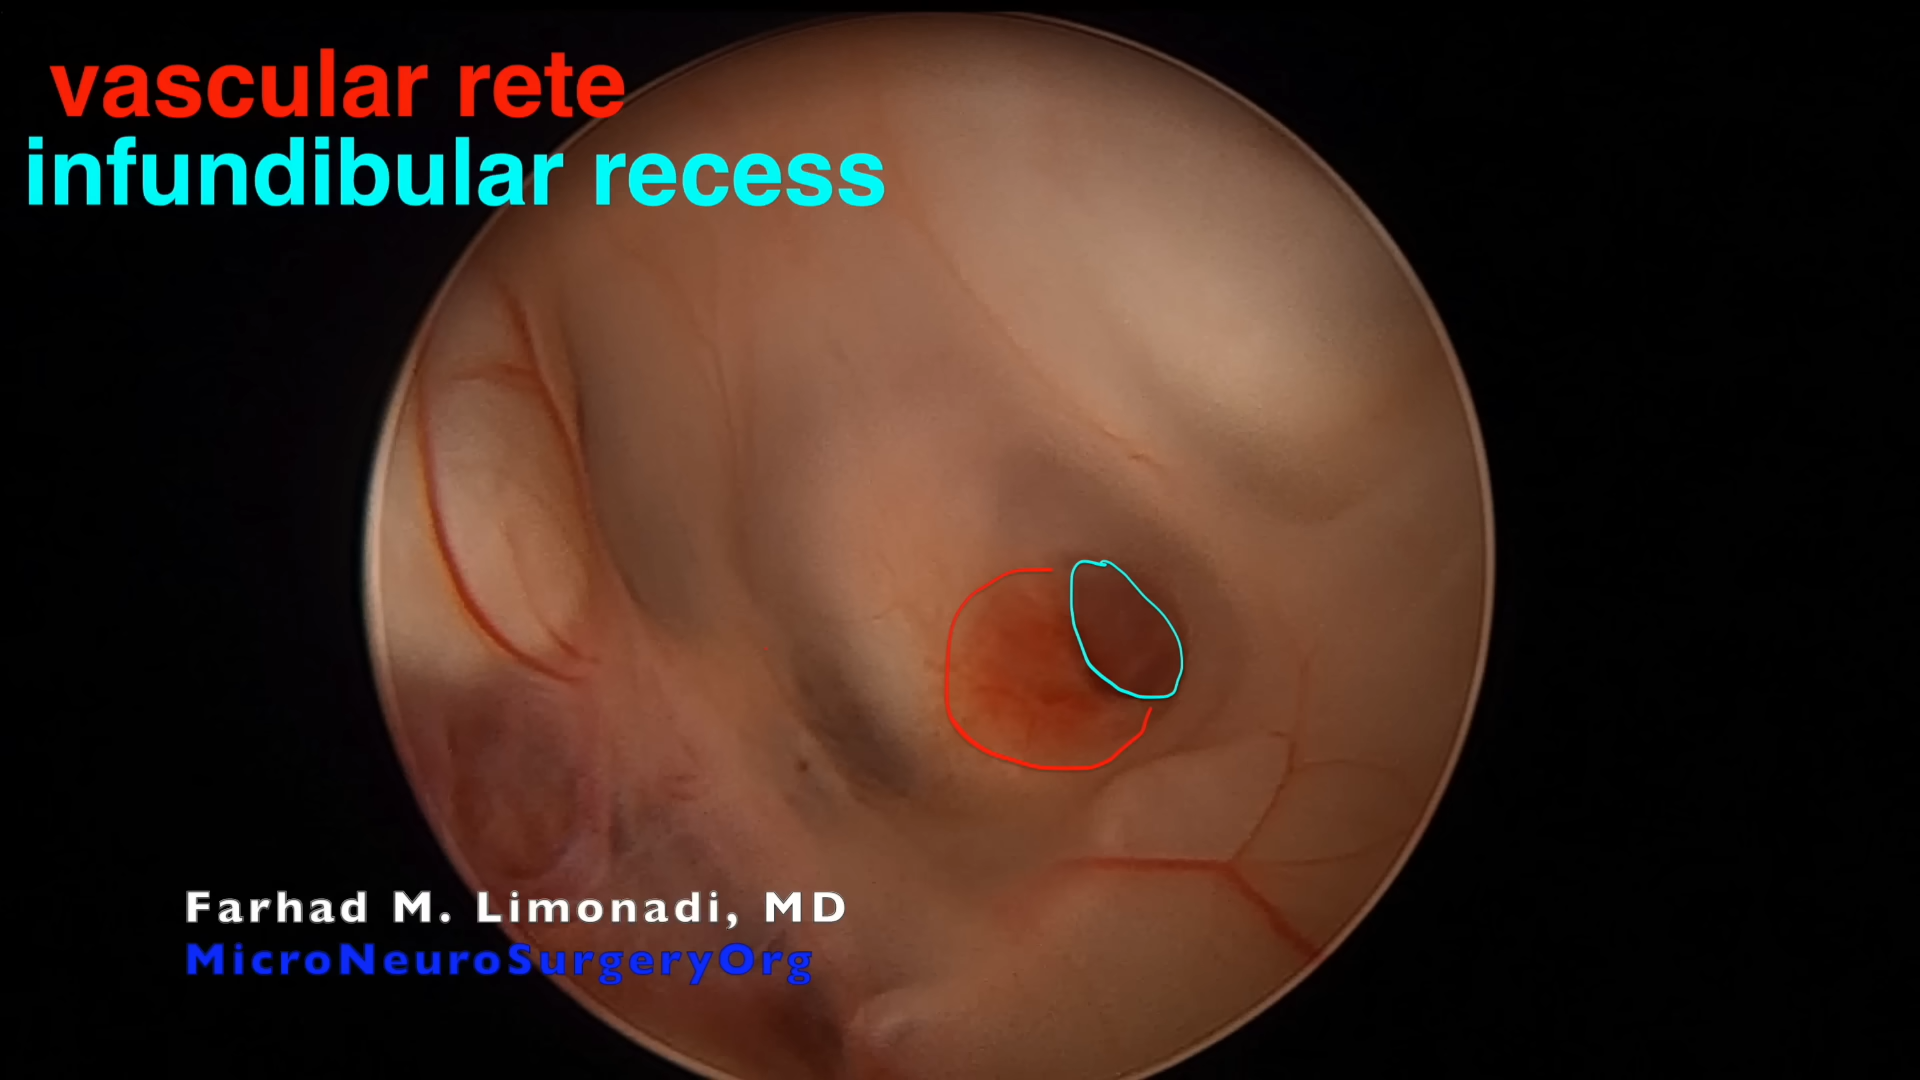 vascular rete
infundibular recess
Farhad M. Limonadi, MD
MicroNeuroSurgeryOrg